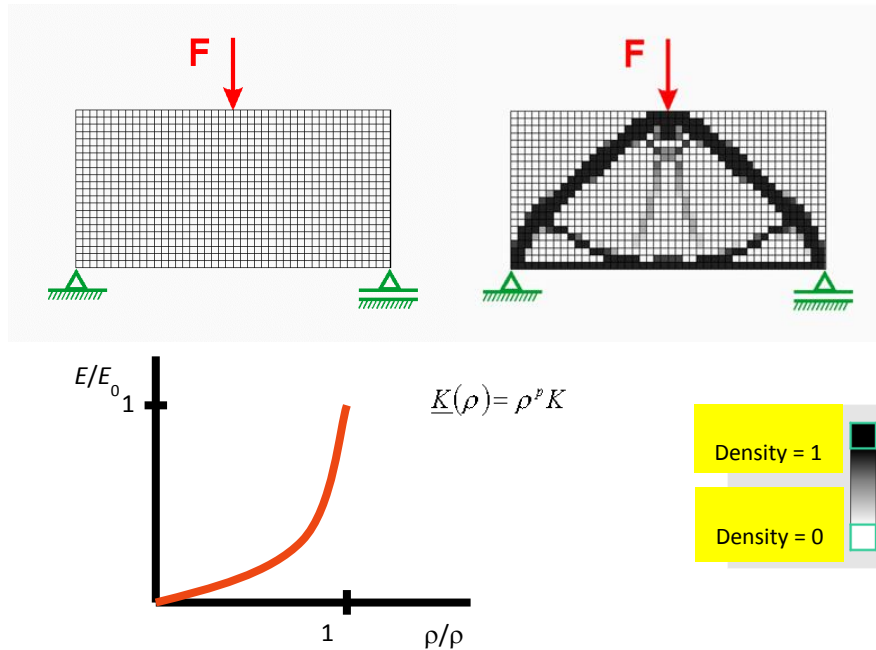 F
F
E/E0
1
K(ρ)= ρ^p K
Density = 1
Density = 0
1
ρ/ρ